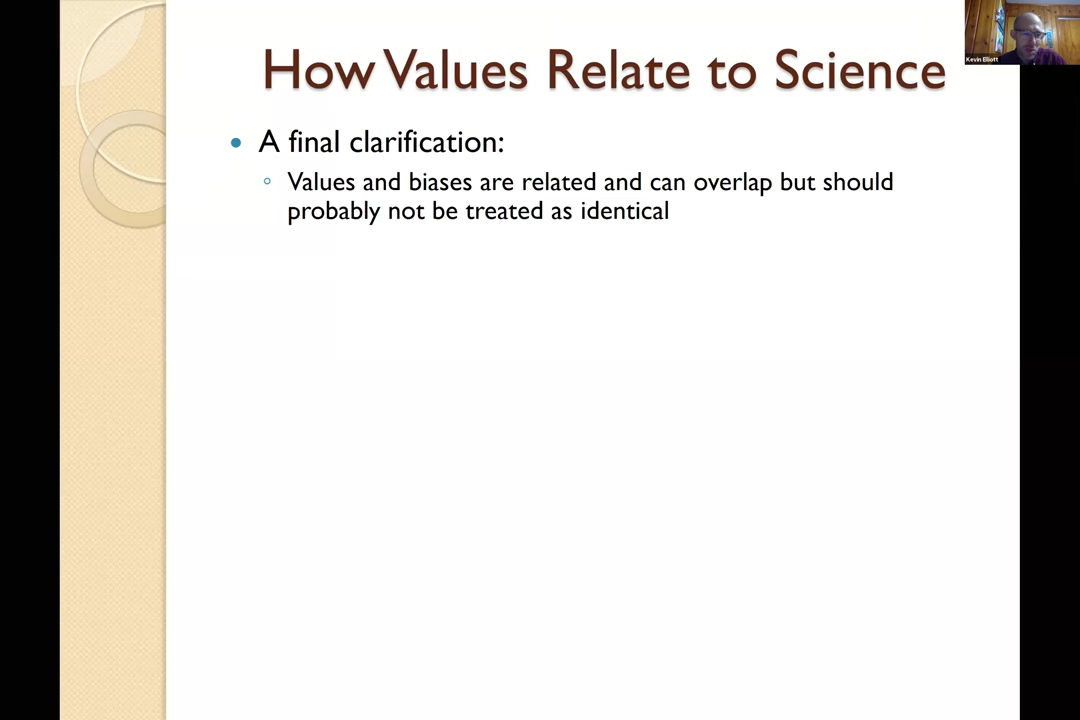 How Values Relate to Science
Kevin Elliott
A final clarification:
Values and biases are related and can overlap but should
probably not be treated as identical